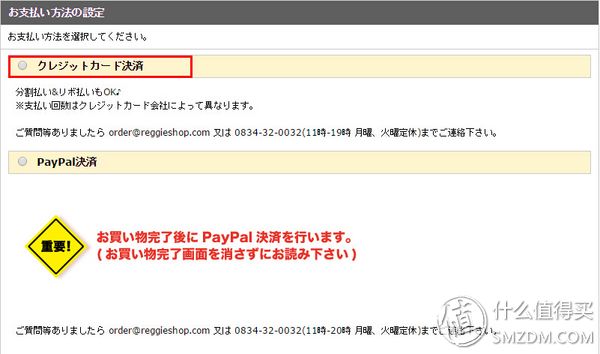 お支払い方法の設定
お支払い方法を選択してください。
クレジットカード決済
分割払い&リボ払いもOK♪
※支払い回数はクレジットカード会社によって異なります。
ご質問等ありましたら order@reggieshop.com 又は 0834-32-0032(11時-19時 月曜、火曜定休)までご連絡下さい。
PayPal決済
重要!
お買い物完了後に PayPal 決済を行います。
( お買い物完了画面を消さずにお読み下さい )
ご質問等ありましたら order@reggieshop.com 又は 0834-32-0032(11時-20時 月曜、火曜定休)までご連絡下さい。
值 什么值得买
SMZDM.COM